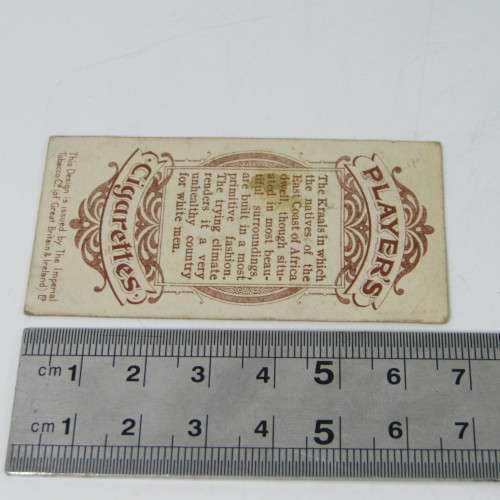 PLAYER'S
The Kraals in which
the natives of the
East Coast of Africa
dwell, though situ-
ated in most beau-
tiful surroundings,
are built in a most
primitive fashion.
The trying climate
renders it a very
unhealthy country
for white men.
Cigarettes.
This Design is issued by The Imperial
Tobacco Co. (of Great Britain & Ireland) Ld.
cm 1 2 3 4 5 6 7
cm 1 2 3 4 5 6 7